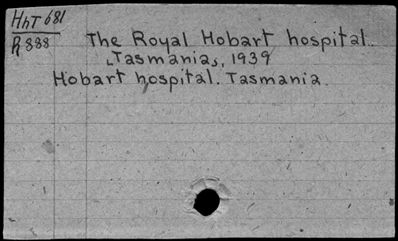 HhT 681
R 888
The Royal Hobart hospital.
[Tasmania], 1939
Hobart hospital. Tasmania.